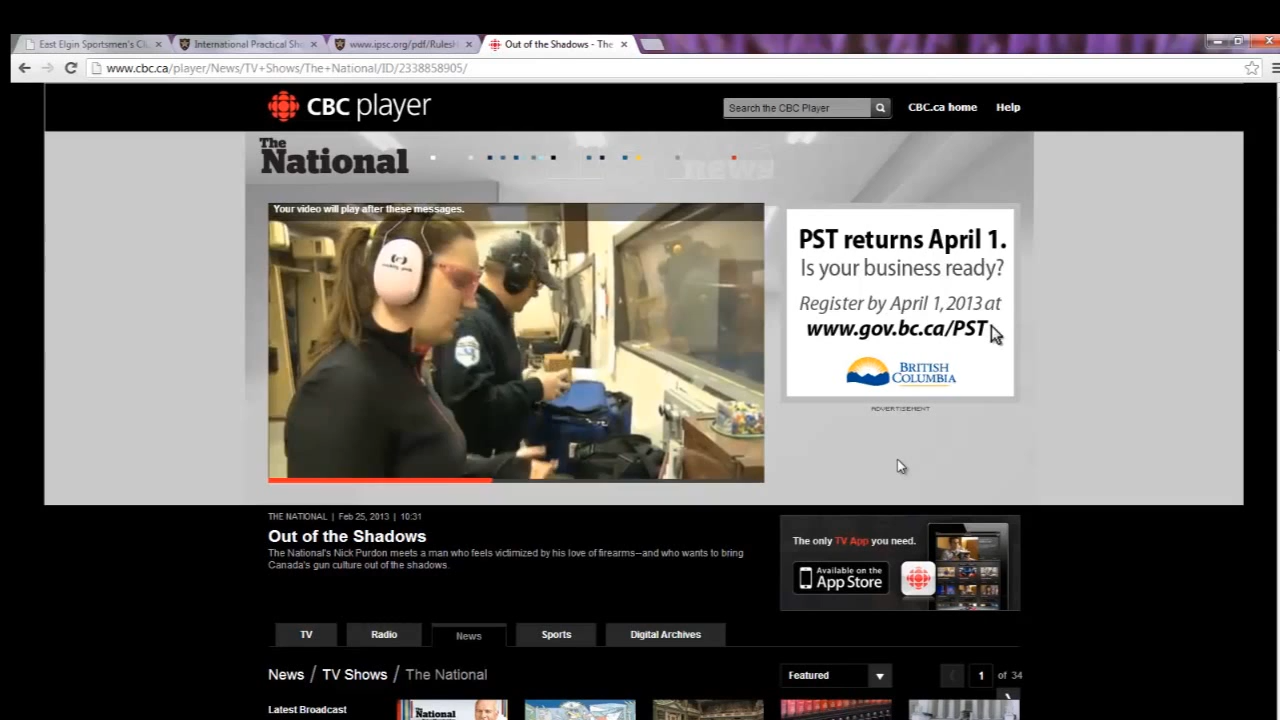 East Elgin Sportsmen's Cl
International Practical Sho
www.ipsc.org/pdf/Rules
Out of the Shadows - The
www.cbc.ca/player/News/TV+Shows/The+National/ID/2338858905/
CBC player
Search the CBC Player
CBC.ca home
Help
The
National
news
Your video will play after these messages.
PST returns April 1.
Is your business ready?
Register by April 1, 2013 at
www.gov.bc.ca/PST
BRITISH
COLUMBIA
ADVERTISEMENT
THE NATIONAL | Feb 25, 2013 | 10:31
Out of the Shadows
The National's Nick Purdon meets a man who feels victimized by his love of firearms—and who wants to bring
Canada's gun culture out of the shadows.
The only TV App you need.
Available on the
App Store
TV
Radio
News
Sports
Digital Archives
News / TV Shows / The National
Featured
1 of 34
Latest Broadcast
The
National